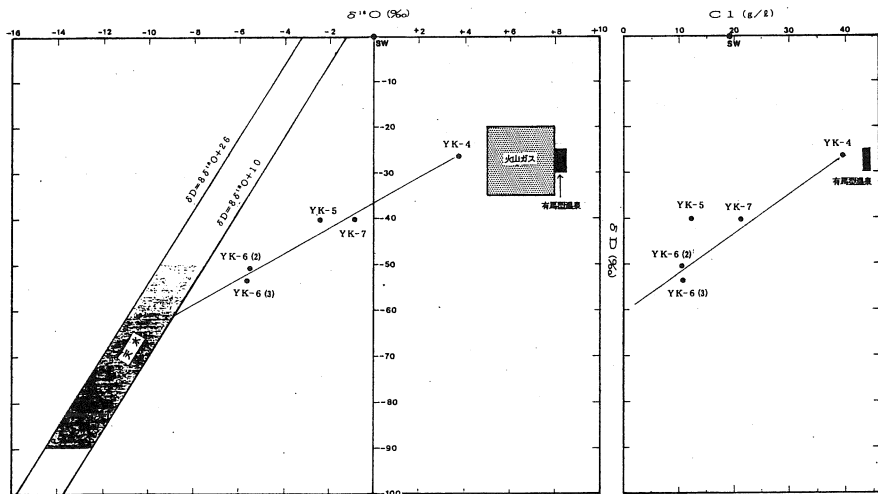 δ¹⁸O (‰)
-16 -14 -12 -10 -8 -6 -4 -2 +2 +4 +6 +8 +10
SW
-10
-20
-30
-40
-50
-60
-70
-80
-90
-100
δD=8δ¹⁸O+26
δD=8δ¹⁸O+10
天水
YK-4
YK-5
YK-7
YK-6 (2)
YK-6 (3)
火山ガス
有馬型温泉
δD (‰)
Cl (g/ℓ)
0 10 20 30 40
SW
YK-4
YK-5
YK-7
YK-6 (2)
YK-6 (3)
有馬型温泉